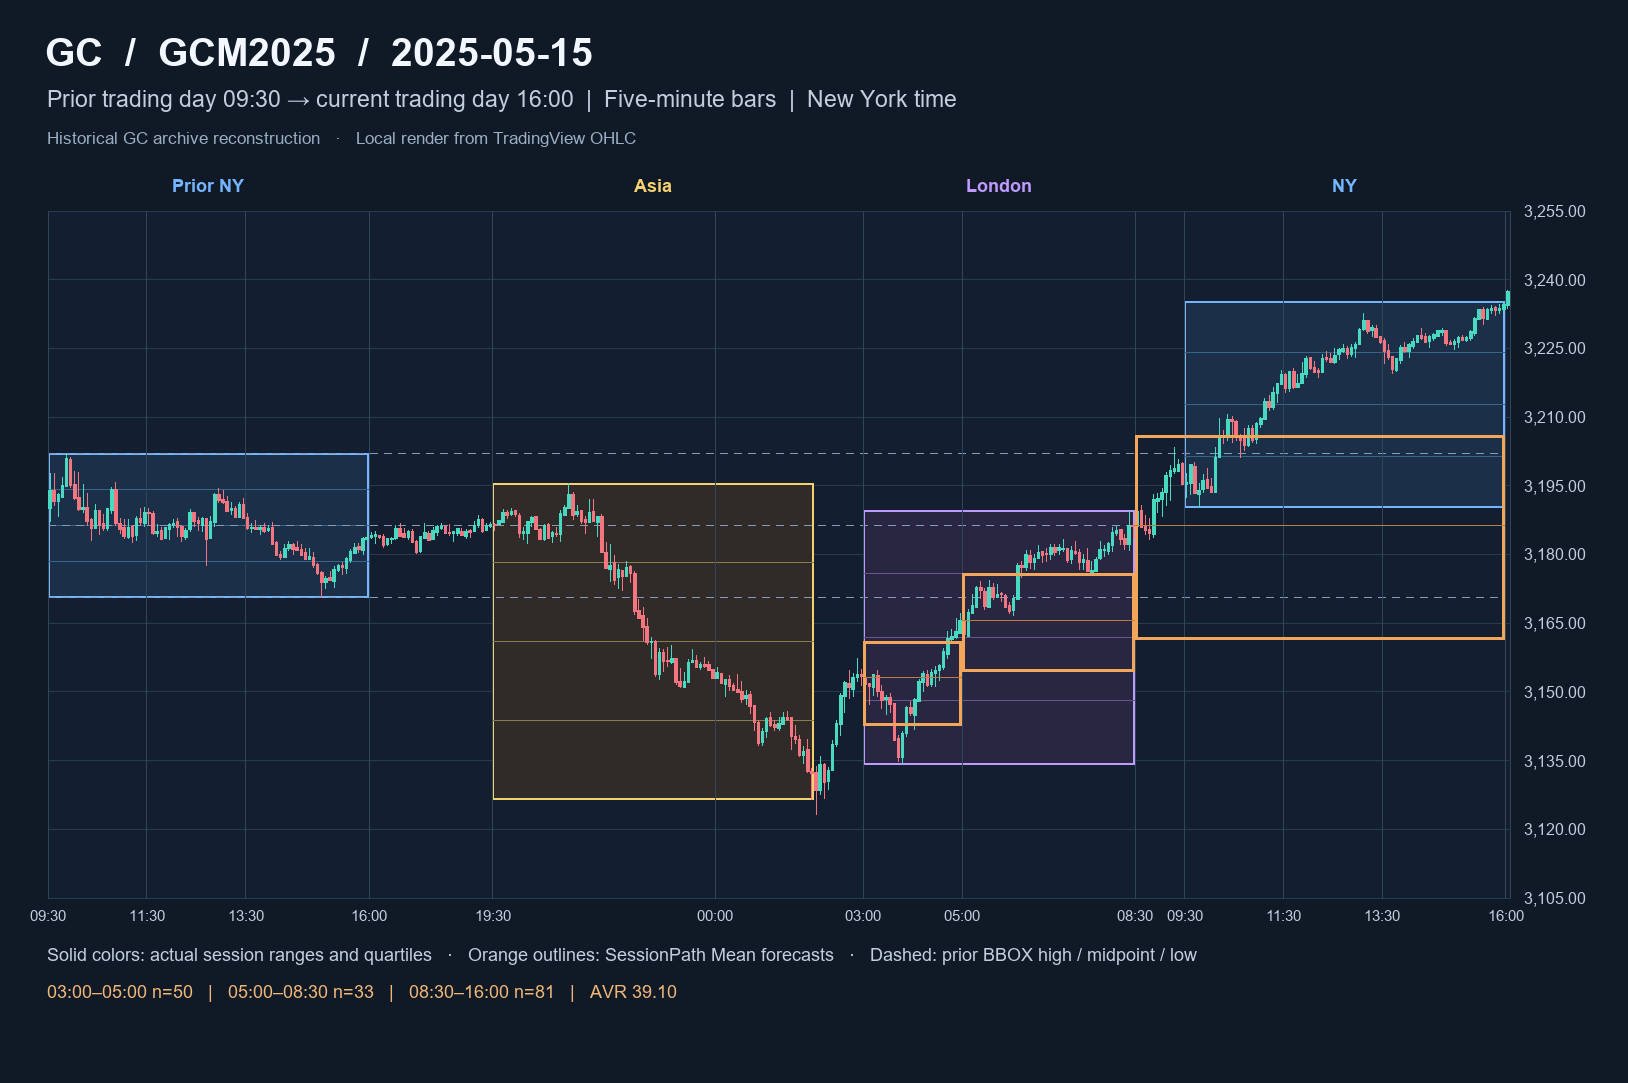 GC / GCM2025 / 2025-05-15
Prior trading day 09:30 → current trading day 16:00 | Five-minute bars | New York time
Historical GC archive reconstruction · Local render from TradingView OHLC
Prior NY Asia London NY
3,255.00
3,240.00
3,225.00
3,210.00
3,195.00
3,180.00
3,165.00
3,150.00
3,135.00
3,120.00
3,105.00
09:30 11:30 13:30 16:00 19:30 00:00 03:00 05:00 08:30 09:30 11:30 13:30 16:00
Solid colors: actual session ranges and quartiles · Orange outlines: SessionPath Mean forecasts · Dashed: prior BBOX high / midpoint / low
03:00–05:00 n=50 | 05:00–08:30 n=33 | 08:30–16:00 n=81 | AVR 39.10